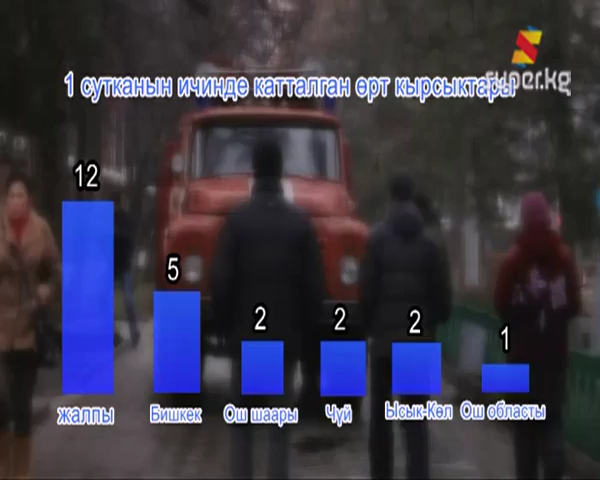 super.kg
1 сутканын ичинде катталган өрт кырсыктары
12
5
2
2
2
1
жалпы
Бишкек
Ош шаары
Чүй
Ысык-Көл
Ош областы